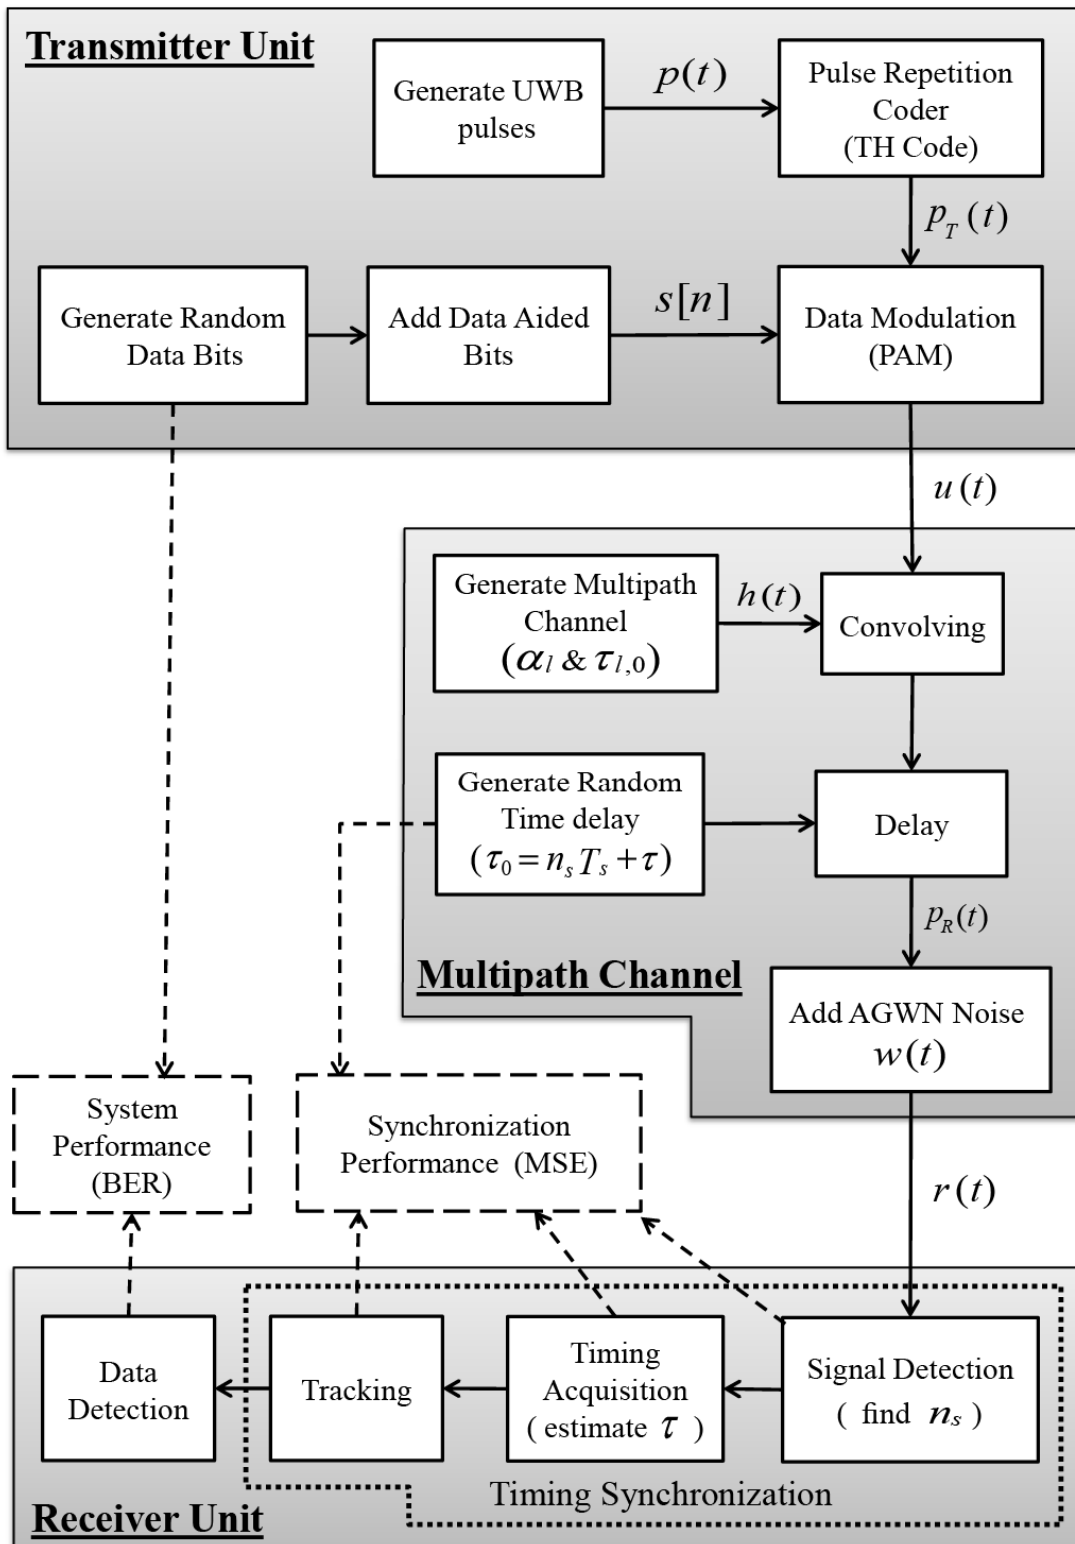 Transmitter Unit
Generate UWB
pulses
p(t)
Pulse Repetition
Coder
(TH Code)
p_T(t)
Generate Random
Data Bits
Add Data Aided
Bits
s[n]
Data Modulation
(PAM)
u(t)
Generate Multipath
Channel
(α_l & τ_{l,0})
h(t)
Convolving
Generate Random
Time delay
(τ_0 = n_s T_s + τ)
Delay
p_R(t)
Multipath Channel
Add AGWN Noise
w(t)
System
Performance
(BER)
Synchronization
Performance (MSE)
r(t)
Data
Detection
Tracking
Timing
Acquisition
( estimate τ )
Signal Detection
( find n_s )
Timing Synchronization
Receiver Unit